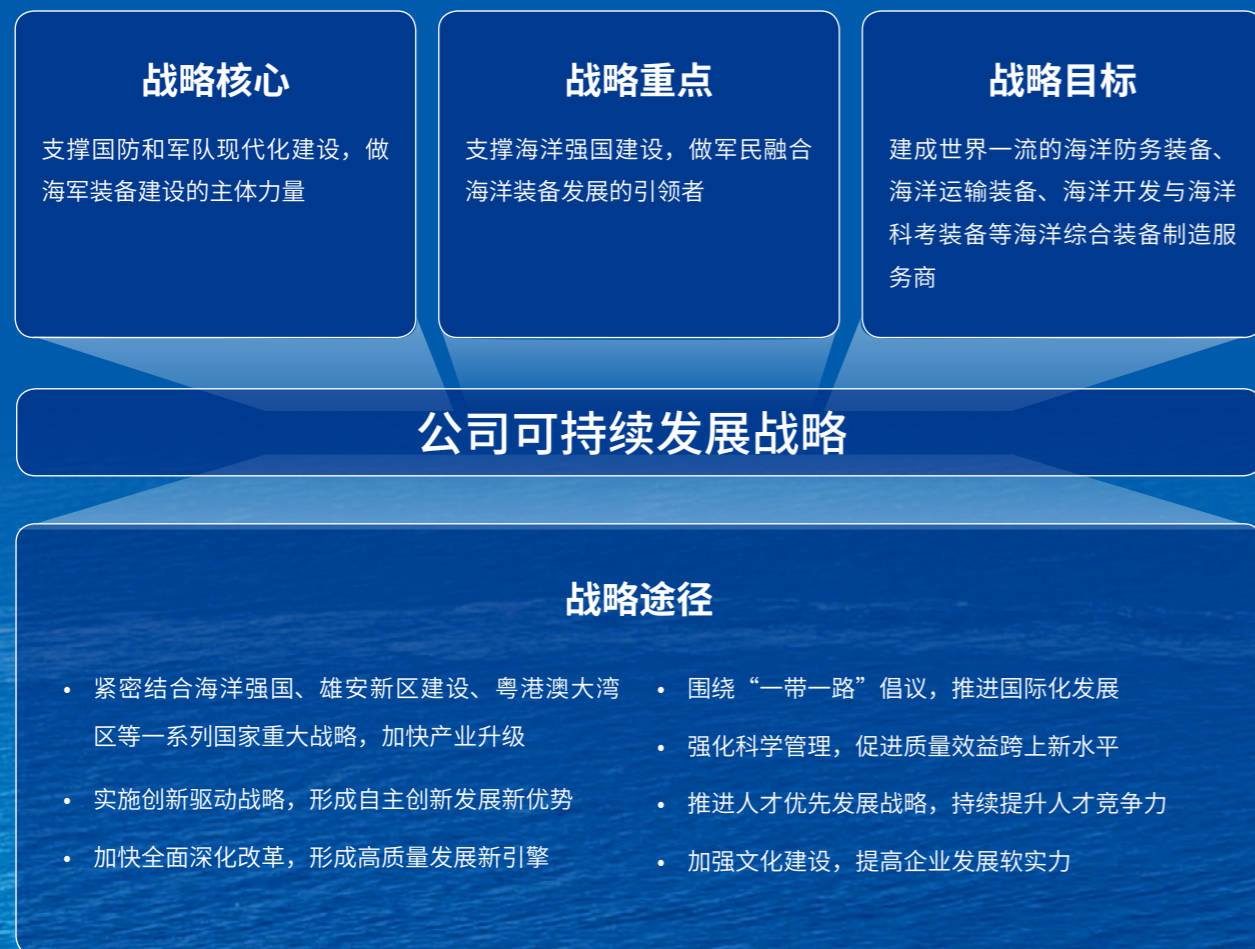 战略核心
支撑国防和军队现代化建设，做
海军装备建设的主体力量
战略重点
支撑海洋强国建设，做军民融合
海洋装备发展的引领者
战略目标
建成世界一流的海洋防务装备、
海洋运输装备、海洋开发与海洋
科考装备等海洋综合装备制造服
务商
公司可持续发展战略
战略途径
• 紧密结合海洋强国、雄安新区建设、粤港澳大湾
区等一系列国家重大战略，加快产业升级
• 实施创新驱动战略，形成自主创新发展新优势
• 加快全面深化改革，形成高质量发展新引擎
• 围绕“一带一路”倡议，推进国际化发展
• 强化科学管理，促进质量效益跨上新水平
• 推进人才优先发展战略，持续提升人才竞争力
• 加强文化建设，提高企业发展软实力